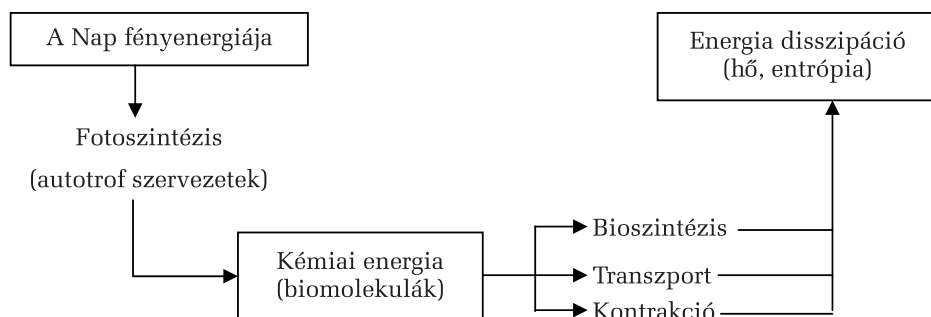 A Nap fényenergiája
Energia disszipáció
(hő, entrópia)
Fotoszintézis
(autotrof szervezetek)
Kémiai energia
(biomolekulák)
Bioszintézis
Transzport
Kontrakció